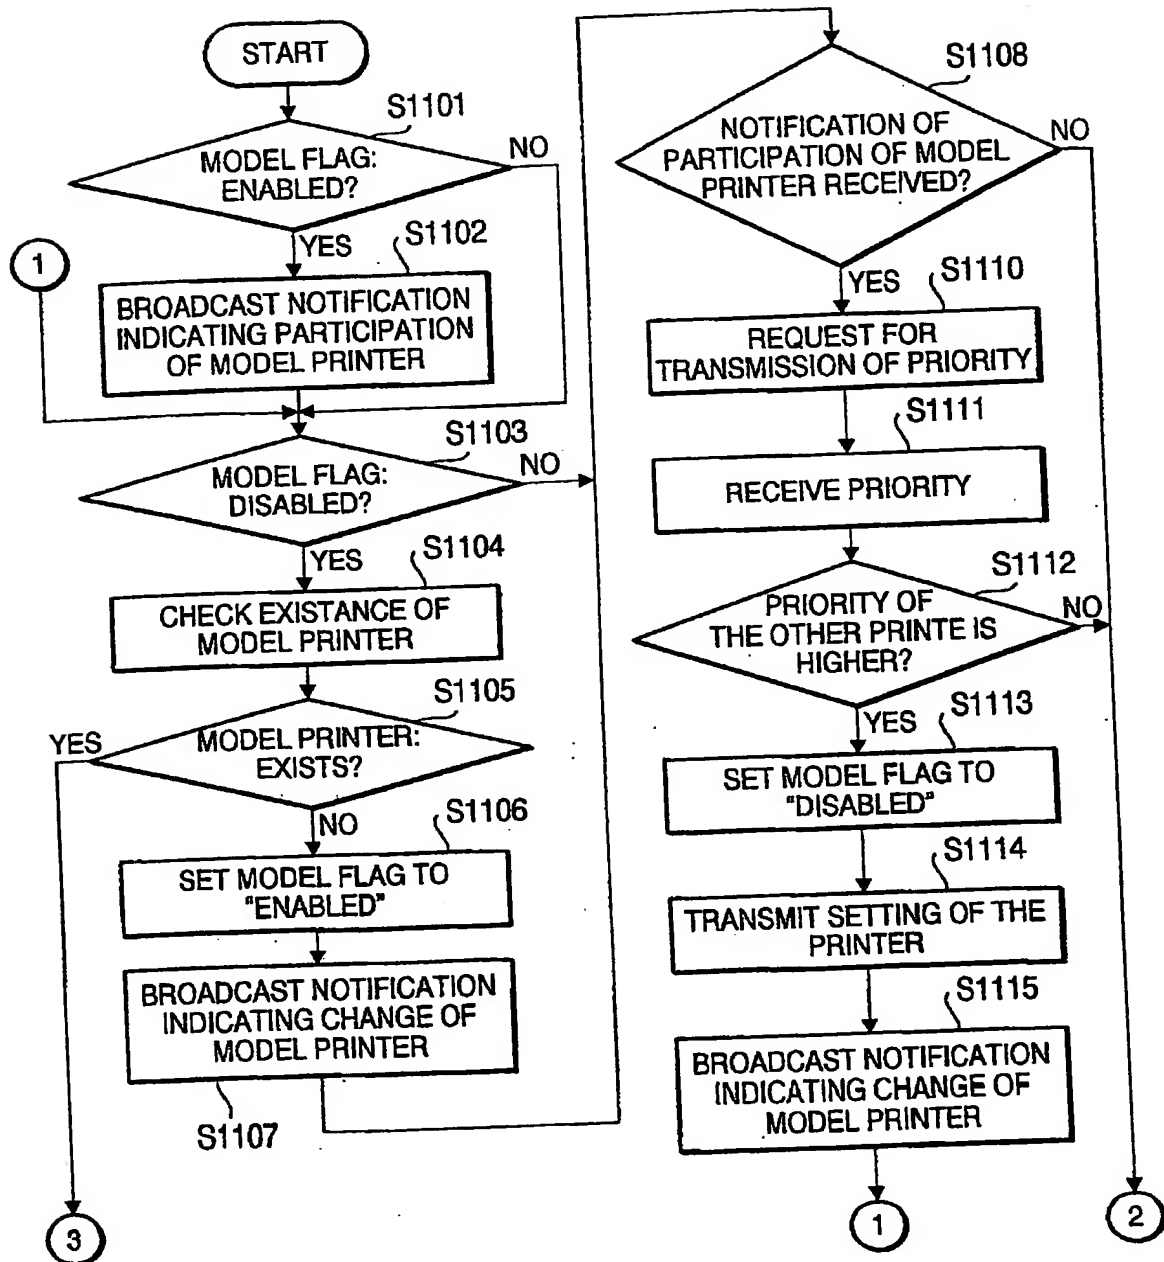 START
S1101
MODEL FLAG:
ENABLED?
NO
YES
S1102
1
BROADCAST NOTIFICATION
INDICATING PARTICIPATION
OF MODEL PRINTER
S1103
MODEL FLAG:
DISABLED?
NO
YES
S1104
CHECK EXISTANCE OF
MODEL PRINTER
S1105
YES
MODEL PRINTER:
EXISTS?
NO
S1106
SET MODEL FLAG TO
"ENABLED"
BROADCAST NOTIFICATION
INDICATING CHANGE OF
MODEL PRINTER
S1107
3
S1108
NOTIFICATION OF
PARTICIPATION OF MODEL
PRINTER RECEIVED?
NO
YES
S1110
REQUEST FOR
TRANSMISSION OF PRIORITY
S1111
RECEIVE PRIORITY
S1112
PRIORITY OF
THE OTHER PRINTE IS
HIGHER?
NO
YES
S1113
SET MODEL FLAG TO
"DISABLED"
S1114
TRANSMIT SETTING OF THE
PRINTER
S1115
BROADCAST NOTIFICATION
INDICATING CHANGE OF
MODEL PRINTER
1
2